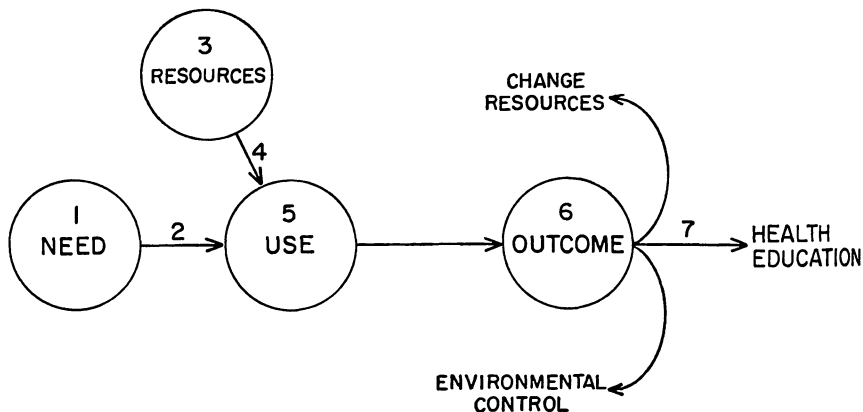 3
RESOURCES
CHANGE
RESOURCES
4
1
NEED
2
5
USE
6
OUTCOME
7
HEALTH
EDUCATION
ENVIRONMENTAL
CONTROL